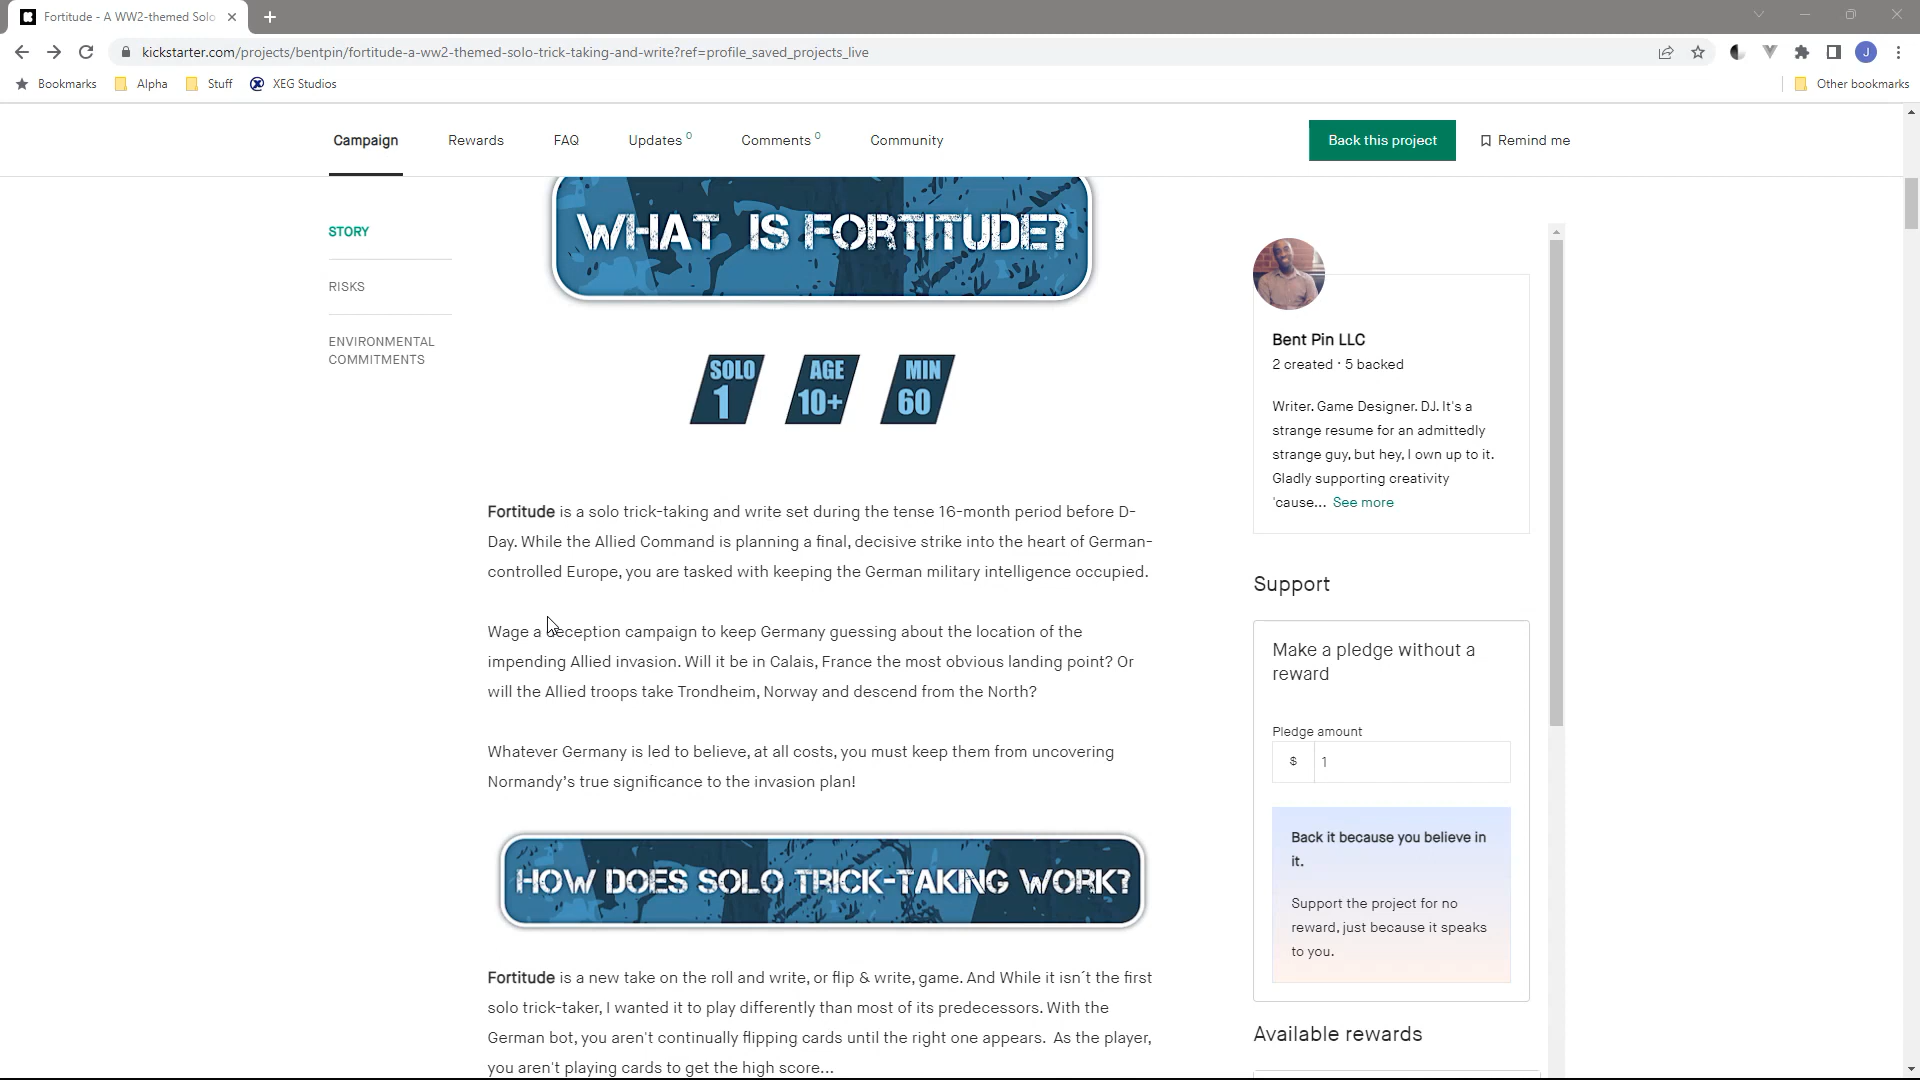 Fortitude - A WW2-themed Solo
kickstarter.com/projects/bentpin/fortitude-a-ww2-themed-solo-trick-taking-and-write?ref=profile_saved_projects_live
J
Bookmarks Alpha Stuff XEG Studios Other bookmarks
Campaign Rewards FAQ Updates 0 Comments 0 Community Back this project Remind me
WHAT IS FORTITUDE?
STORY
RISKS
ENVIRONMENTAL
COMMITMENTS
SOLO AGE MIN
1 10+ 60
Fortitude is a solo trick-taking and write set during the tense 16-month period before D-
Day. While the Allied Command is planning a final, decisive strike into the heart of German-
controlled Europe, you are tasked with keeping the German military intelligence occupied.
Wage a deception campaign to keep Germany guessing about the location of the
impending Allied invasion. Will it be in Calais, France the most obvious landing point? Or
will the Allied troops take Trondheim, Norway and descend from the North?
Whatever Germany is led to believe, at all costs, you must keep them from uncovering
Normandy’s true significance to the invasion plan!
HOW DOES SOLO TRICK-TAKING WORK?
Fortitude is a new take on the roll and write, or flip & write, game. And While it isn´t the first
solo trick-taker, I wanted it to play differently than most of its predecessors. With the
German bot, you aren't continually flipping cards until the right one appears. As the player,
you aren't playing cards to get the high score...
Bent Pin LLC
2 created · 5 backed
Writer. Game Designer. DJ. It's a
strange resume for an admittedly
strange guy, but hey, I own up to it.
Gladly supporting creativity
'cause... See more
Support
Make a pledge without a
reward
Pledge amount
$ 1
Back it because you believe in
it.
Support the project for no
reward, just because it speaks
to you.
Available rewards